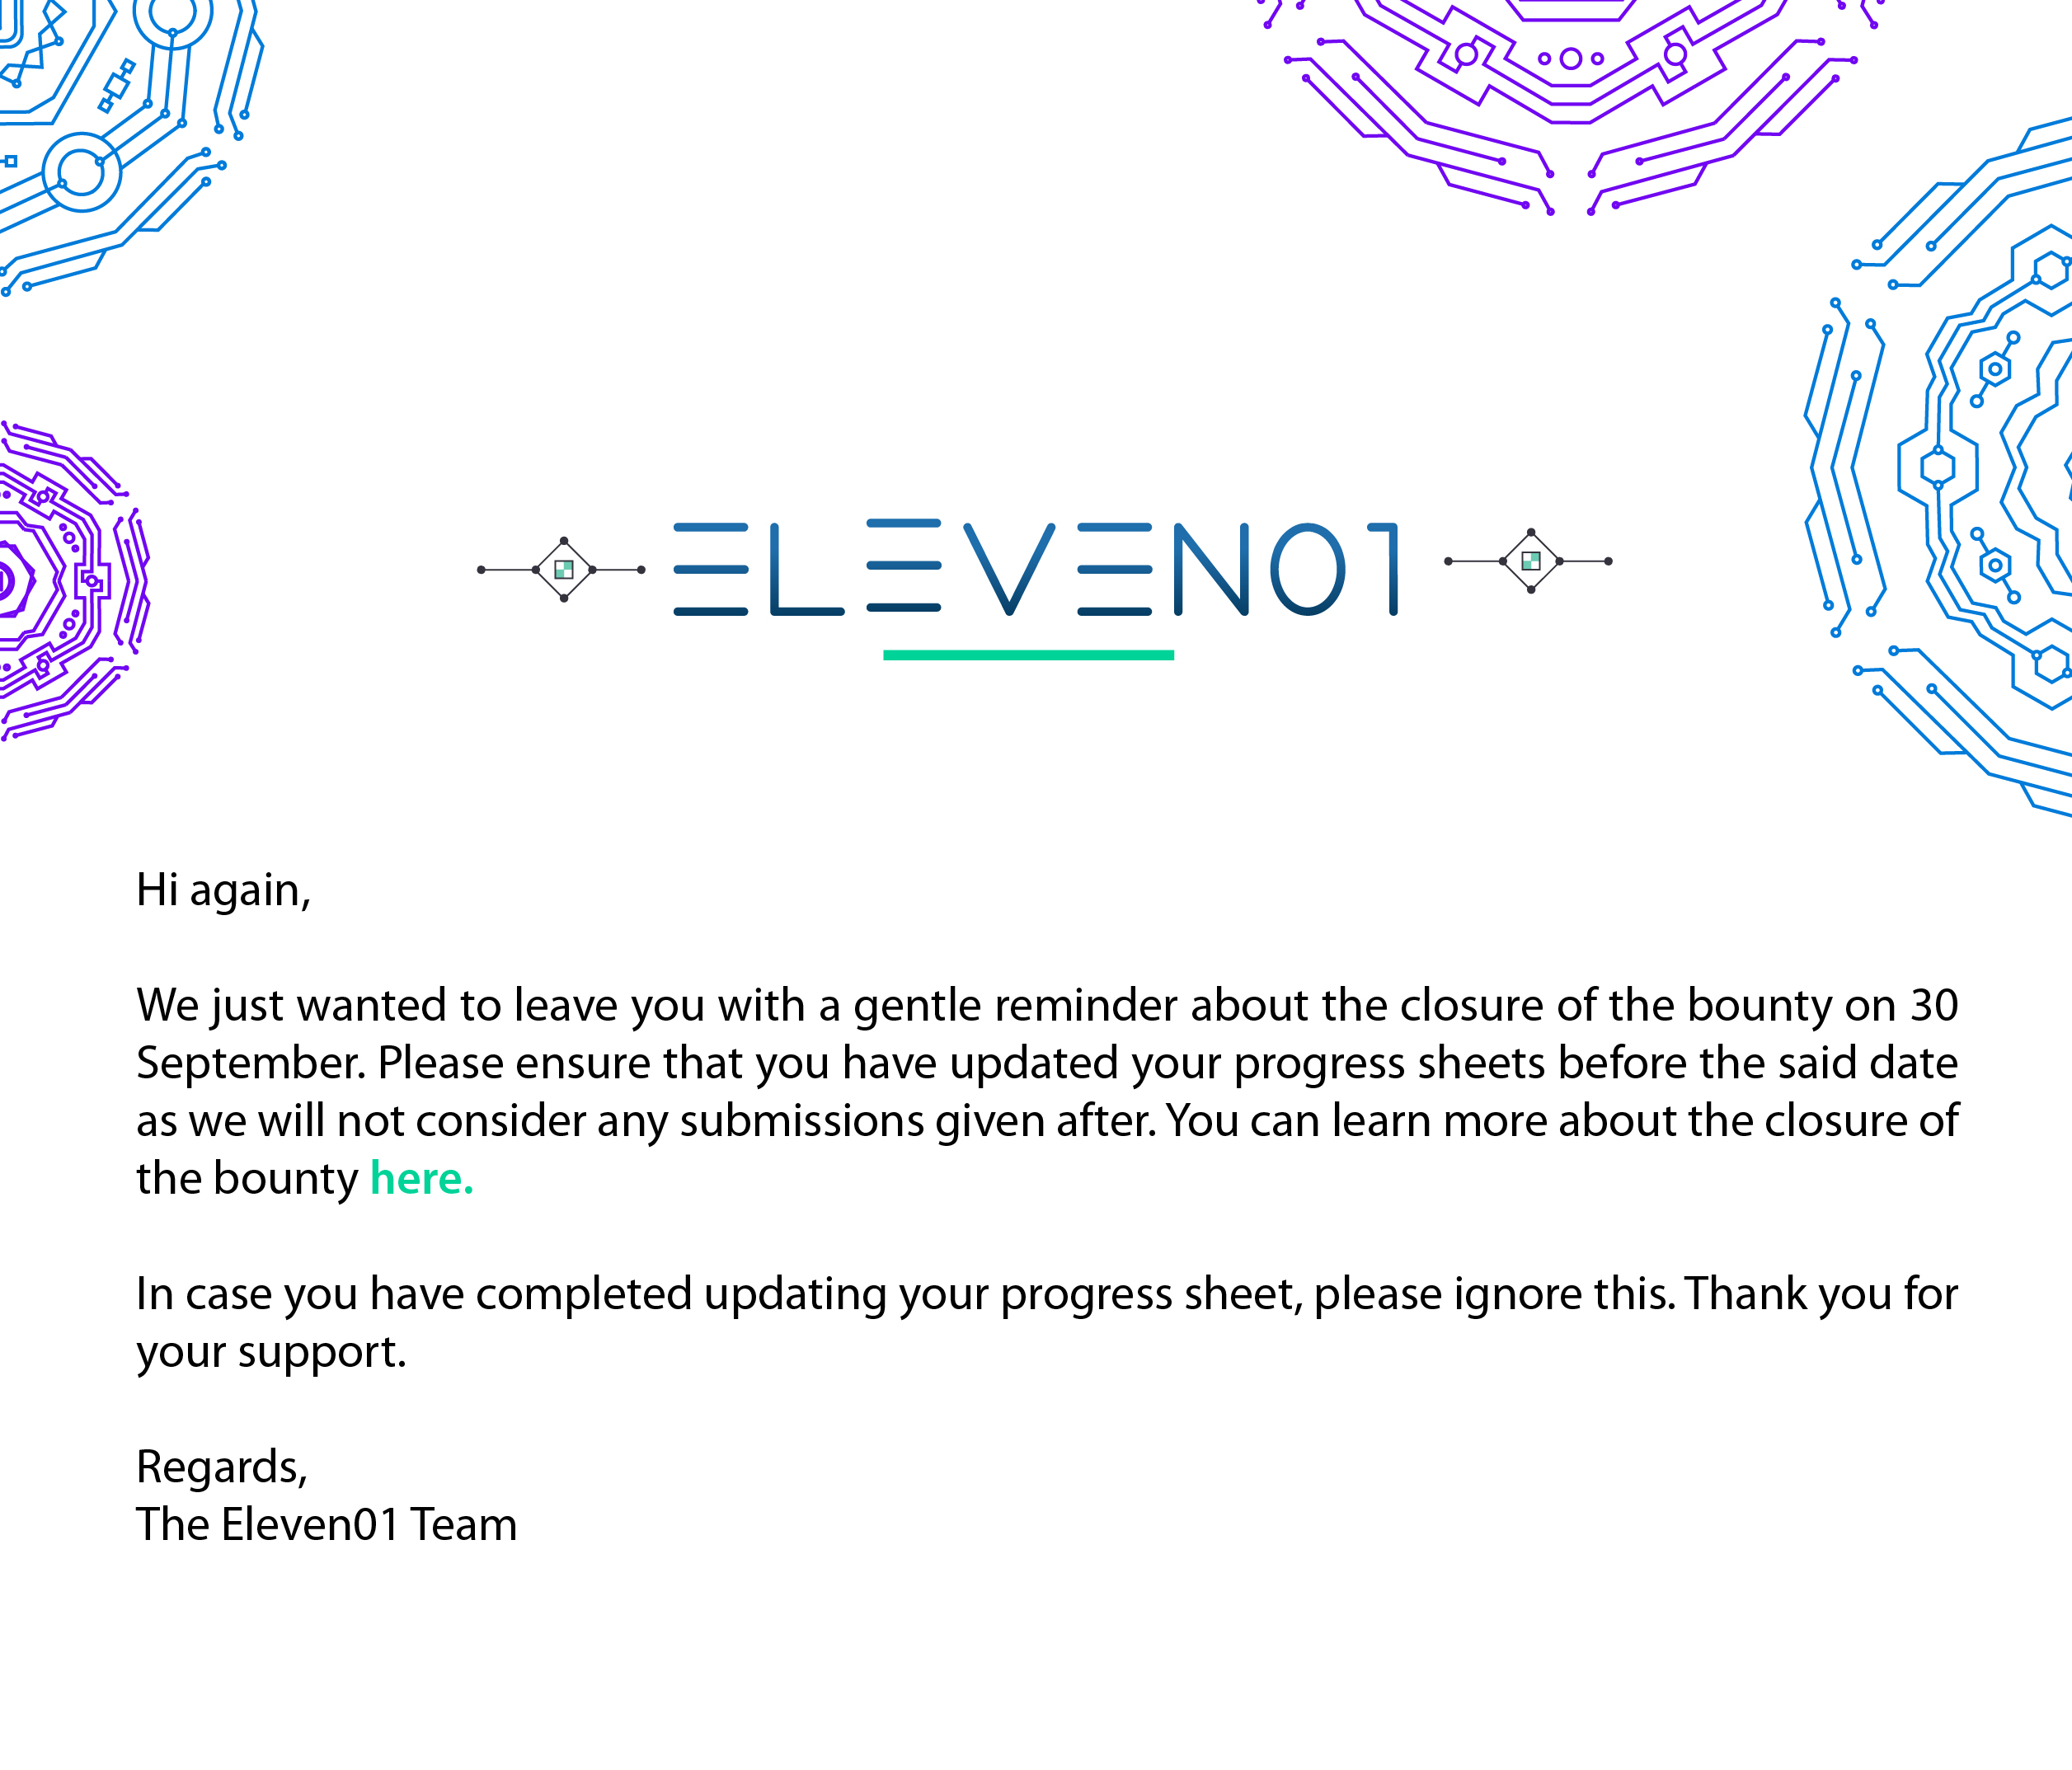 ELEVEN01
Hi again,
We just wanted to leave you with a gentle reminder about the closure of the bounty on 30
September. Please ensure that you have updated your progress sheets before the said date
as we will not consider any submissions given after. You can learn more about the closure of
the bounty here.
In case you have completed updating your progress sheet, please ignore this. Thank you for
your support.
Regards,
The Eleven01 Team